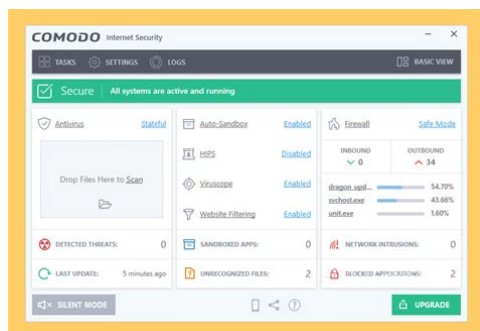 COMODO Internet Security
TASKS SETTINGS LOGS BASIC VIEW
Secure All systems are active and running
Antivirus Stateful
Drop Files Here to Scan
DETECTED THREATS: 0
LAST UPDATE: 5 minutes ago
Auto-Sandbox Enabled
HIPS Disabled
Viruscope Enabled
Website Filtering Enabled
SANDBOXED APPS: 0
UNRECOGNIZED FILES: 2
Firewall Safe Mode
INBOUND OUTBOUND
0 34
dragon_upd... 54.70%
svchost.exe 43.66%
unit.exe 1.60%
NETWORK INTRUSIONS: 0
BLOCKED APPLICATIONS: 2
SILENT MODE ? UPGRADE